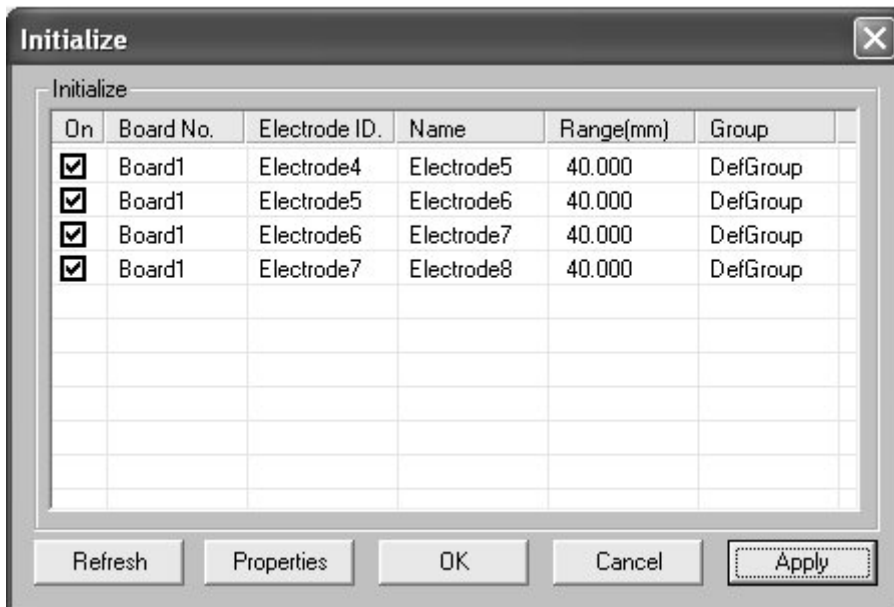 Initialize
Initialize
On Board No. Electrode ID. Name Range(mm) Group
Board1 Electrode4 Electrode5 40.000 DefGroup
Board1 Electrode5 Electrode6 40.000 DefGroup
Board1 Electrode6 Electrode7 40.000 DefGroup
Board1 Electrode7 Electrode8 40.000 DefGroup
Refresh Properties OK Cancel Apply